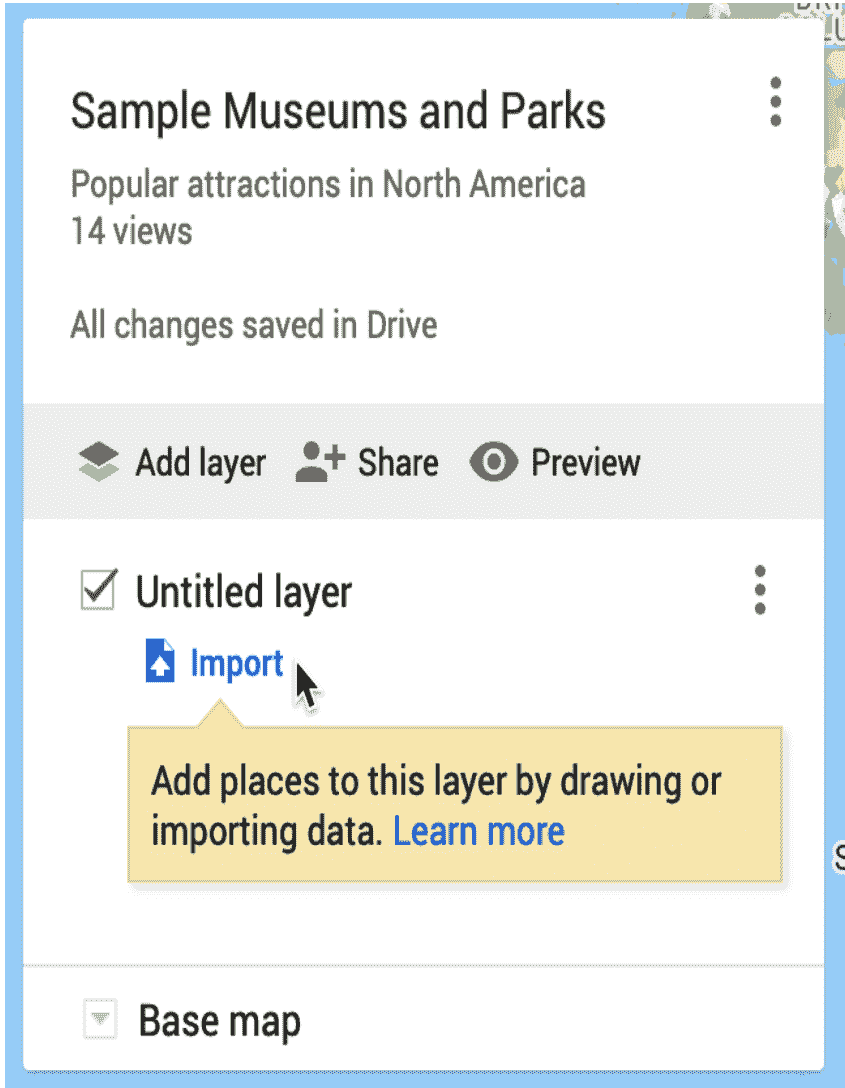 Sample Museums and Parks
Popular attractions in North America
14 views
All changes saved in Drive
Add layer Share Preview
Untitled layer
Import
Add places to this layer by drawing or
importing data. Learn more
Base map